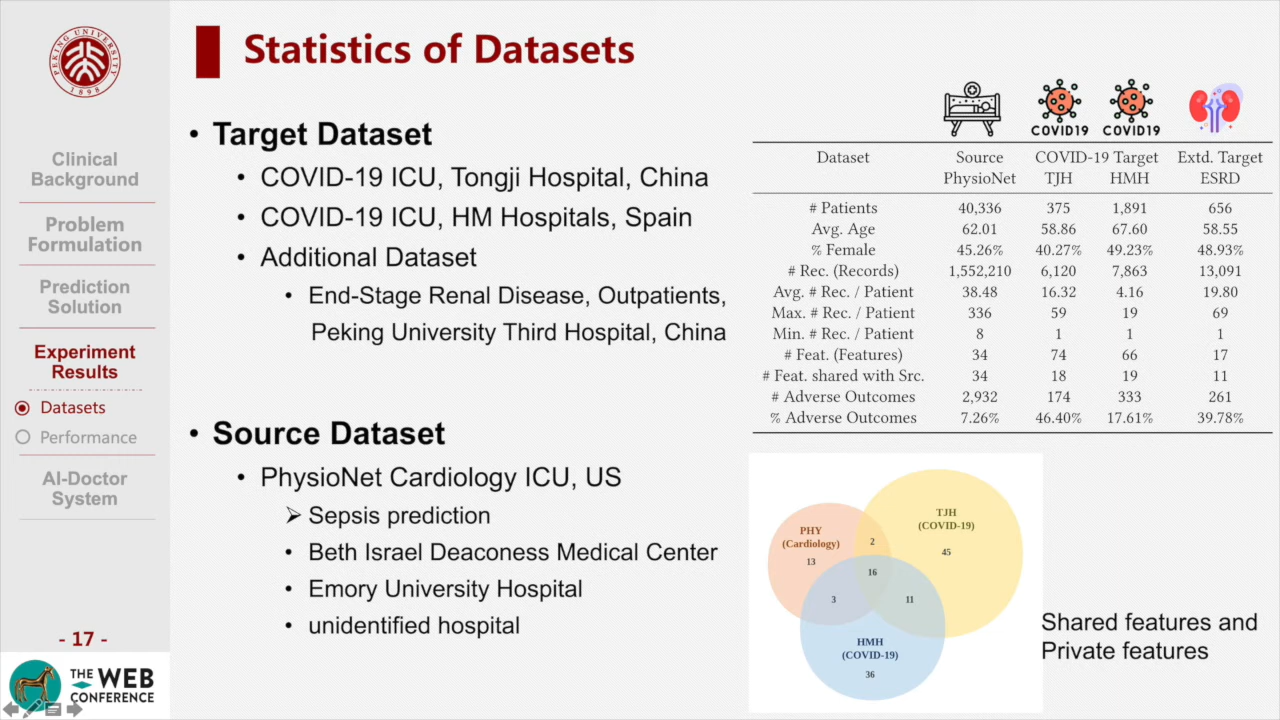 PEKING UNIVERSITY
1898
Clinical
Background
Problem
Formulation
Prediction
Solution
Experiment
Results
Datasets
Performance
AI-Doctor
System
- 17 -
THE WEB
CONFERENCE
Statistics of Datasets
• Target Dataset
• COVID-19 ICU, Tongji Hospital, China
• COVID-19 ICU, HM Hospitals, Spain
• Additional Dataset
• End-Stage Renal Disease, Outpatients,
Peking University Third Hospital, China
• Source Dataset
• PhysioNet Cardiology ICU, US
➢ Sepsis prediction
• Beth Israel Deaconess Medical Center
• Emory University Hospital
• unidentified hospital
COVID19 COVID19
Dataset Source COVID-19 Target Extd. Target
PhysioNet TJH HMH ESRD
# Patients 40,336 375 1,891 656
Avg. Age 62.01 58.86 67.60 58.55
% Female 45.26% 40.27% 49.23% 48.93%
# Rec. (Records) 1,552,210 6,120 7,863 13,091
Avg. # Rec. / Patient 38.48 16.32 4.16 19.80
Max. # Rec. / Patient 336 59 19 69
Min. # Rec. / Patient 8 1 1 1
# Feat. (Features) 34 74 66 17
# Feat. shared with Src. 34 18 19 11
# Adverse Outcomes 2,932 174 333 261
% Adverse Outcomes 7.26% 46.40% 17.61% 39.78%
TJH
(COVID-19)
45
PHY
(Cardiology)
13
2
16
3
11
HMH
(COVID-19)
36
Shared features and
Private features